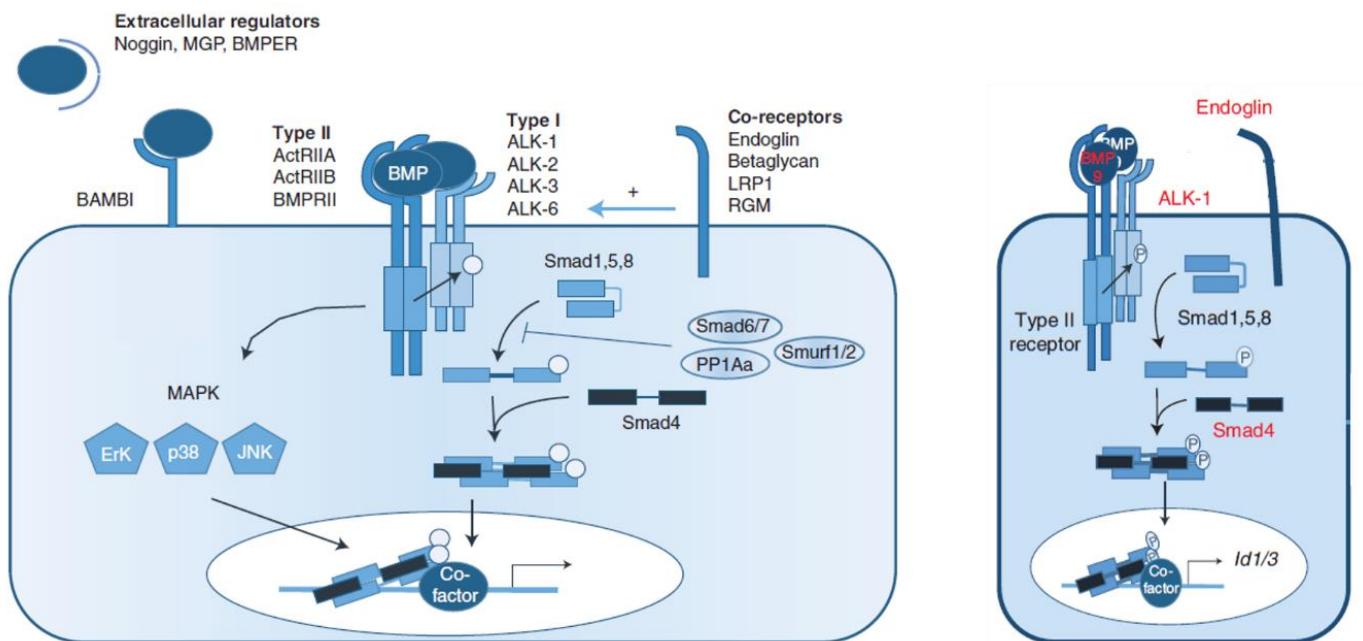 Extracellular regulators
Noggin, MGP, BMPER
BAMBI
Type II
ActRIIA
ActRIIB
BMPRII
BMP
Type I
ALK-1
ALK-2
ALK-3
ALK-6
+
Co-receptors
Endoglin
Betaglycan
LRP1
RGM
Smad1,5,8
Smad6/7
Smurf1/2
PP1Aa
Smad4
MAPK
ErK
p38
JNK
Co-
factor
Endoglin
BMP
9
BMP
ALK-1
P
Smad1,5,8
Type II
receptor
P
Smad4
P
P
P
P
Co-
factor
Id1/3